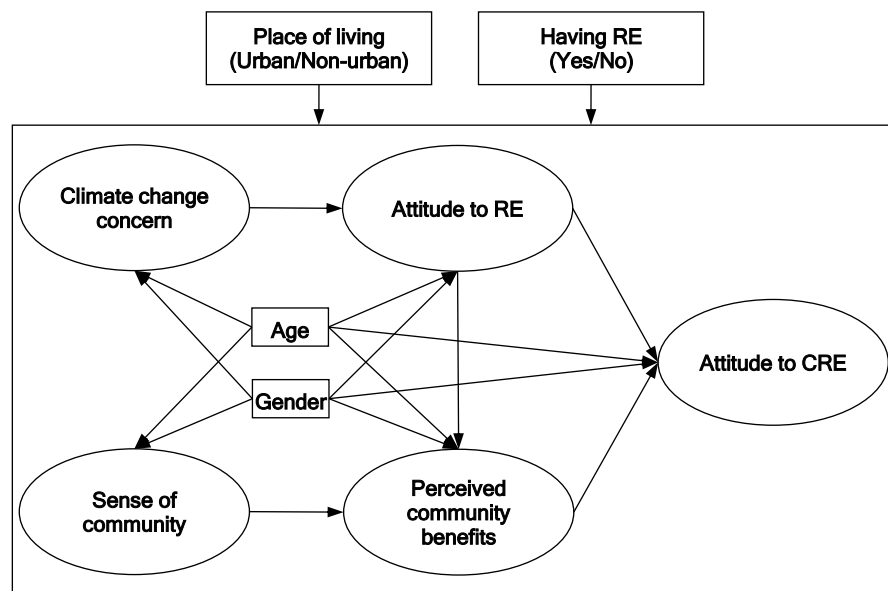 Place of living
(Urban/Non-urban)
Having RE
(Yes/No)
Climate change
concern
Attitude to RE
Age
Attitude to CRE
Gender
Sense of
community
Perceived
community
benefits